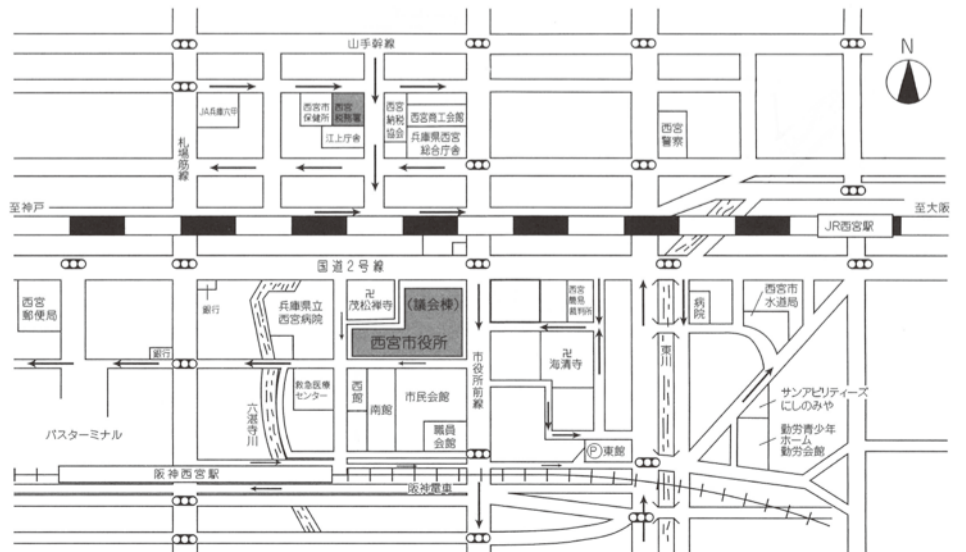 山手幹線
N
JA兵庫六甲
西宮市
保健所
西宮
税務署
江上庁舎
西宮
納税
協会
西宮商工会館
兵庫県西宮
総合庁舎
西宮
警察
札場筋線
至神戸
至大阪
JR西宮駅
国道2号線
西宮
郵便局
銀行
銀行
兵庫県立
西宮病院
卍
茂松禅寺
(議会棟)
西宮市役所
市役所前線
西宮
簡易
裁判所
卍
海清寺
病院
西宮市
水道局
東川
六湛寺川
救急医療
センター
西館
南館
市民会館
職員
会館
サンアビリティーズ
にしのみや
勤労青少年
ホーム
勤労会館
バスターミナル
P東館
阪神西宮駅
阪神電車